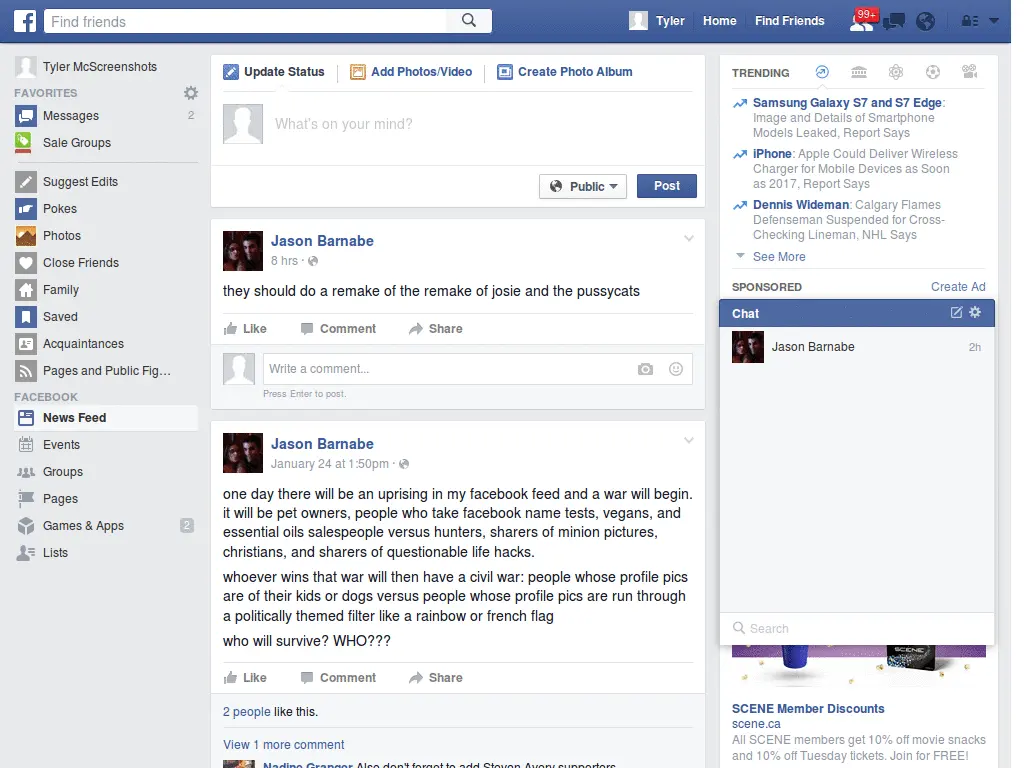 f
Find friends
Tyler
Home
Find Friends
99+
Tyler McScreenshots
FAVORITES
Messages 2
Sale Groups
Suggest Edits
Pokes
Photos
Close Friends
Family
Saved
Acquaintances
Pages and Public Fig…
FACEBOOK
News Feed
Events
Groups
Pages
Games & Apps 2
Lists
Update Status
Add Photos/Video
Create Photo Album
What's on your mind?
Public
Post
Jason Barnabe
8 hrs ·
they should do a remake of the remake of josie and the pussycats
Like Comment Share
Write a comment...
Press Enter to post.
Jason Barnabe
January 24 at 1:50pm ·
one day there will be an uprising in my facebook feed and a war will begin.
it will be pet owners, people who take facebook name tests, vegans, and
essential oils salespeople versus hunters, sharers of minion pictures,
christians, and sharers of questionable life hacks.
whoever wins that war will then have a civil war: people whose profile pics
are of their kids or dogs versus people whose profile pics are run through
a politically themed filter like a rainbow or french flag
who will survive? WHO???
Like Comment Share
2 people like this.
View 1 more comment
Nadine Granger Also don't forget to add Steven Avery supporters
TRENDING
Samsung Galaxy S7 and S7 Edge:
Image and Details of Smartphone
Models Leaked, Report Says
iPhone: Apple Could Deliver Wireless
Charger for Mobile Devices as Soon
as 2017, Report Says
Dennis Wideman: Calgary Flames
Defenseman Suspended for Cross-
Checking Lineman, NHL Says
See More
SPONSORED Create Ad
Chat
Jason Barnabe 2h
Search
SCENE
SCENE Member Discounts
scene.ca
All SCENE members get 10% off movie snacks
and 10% off Tuesday tickets. Join for FREE!